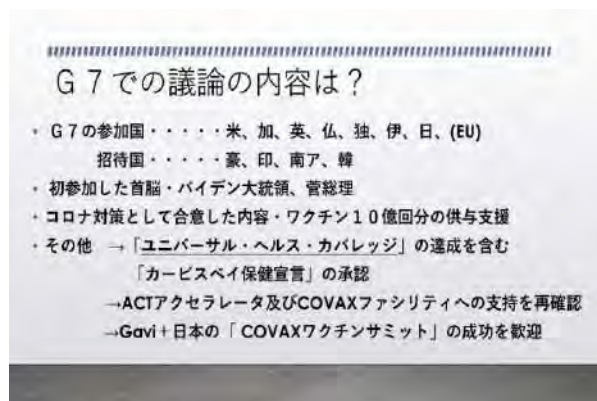 G7での議論の内容は?
・ G7の参加国・・・・・米、加、英、仏、独、伊、日、(EU)
招待国・・・・・豪、印、南ア、韓
・ 初参加した首脳・バイデン大統領、菅総理
・ コロナ対策として合意した内容・ワクチン10億回分の供与支援
・ その他 →「ユニバーサル・ヘルス・カバレッジ」の達成を含む
「カービスベイ保健宣言」の承認
→ACTアクセラレータ及びCOVAXファシリティへの支持を再確認
→Gavi+日本の「COVAXワクチンサミット」の成功を歓迎